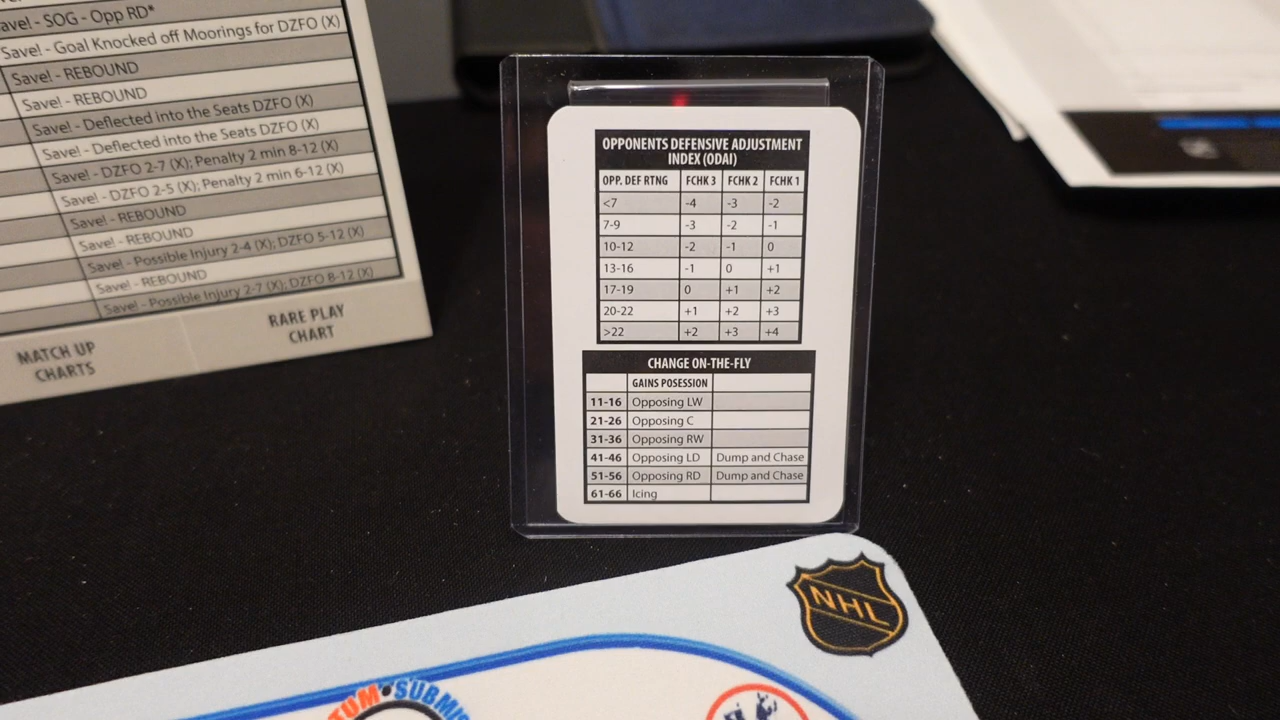 avel - SOG - Opp RD*
Save! - Goal Knocked off Moorings for DZFO (X)
Save! - REBOUND
Save! - REBOUND
Save! - Deflected into the Seats DZFO (X)
Save! - Deflected into the Seats DZFO (X)
Save! - DZFO 2-7 (X); Penalty 2 min 8-12 (X)
Save! - DZFO 2-5 (X); Penalty 2 min 6-12 (X)
Save! - REBOUND
Save! - REBOUND
Save! - Possible Injury 2-4 (X); DZFO 5-12 (X)
Save! - REBOUND
Save! - Possible Injury 2-7 (X); DZFO 8-12 (X)
MATCH UP
CHARTS
RARE PLAY
CHART
OPPONENTS DEFENSIVE ADJUSTMENT
INDEX (ODAI)
OPP. DEF RTNG FCHK 3 FCHK 2 FCHK 1
<7 -4 -3 -2
7-9 -3 -2 -1
10-12 -2 -1 0
13-16 -1 0 +1
17-19 0 +1 +2
20-22 +1 +2 +3
>22 +2 +3 +4
CHANGE ON-THE-FLY
GAINS POSESSION
11-16 Opposing LW
21-26 Opposing C
31-36 Opposing RW
41-46 Opposing LD Dump and Chase
51-56 Opposing RD Dump and Chase
61-66 Icing
NHL
TUM • SUBMIS